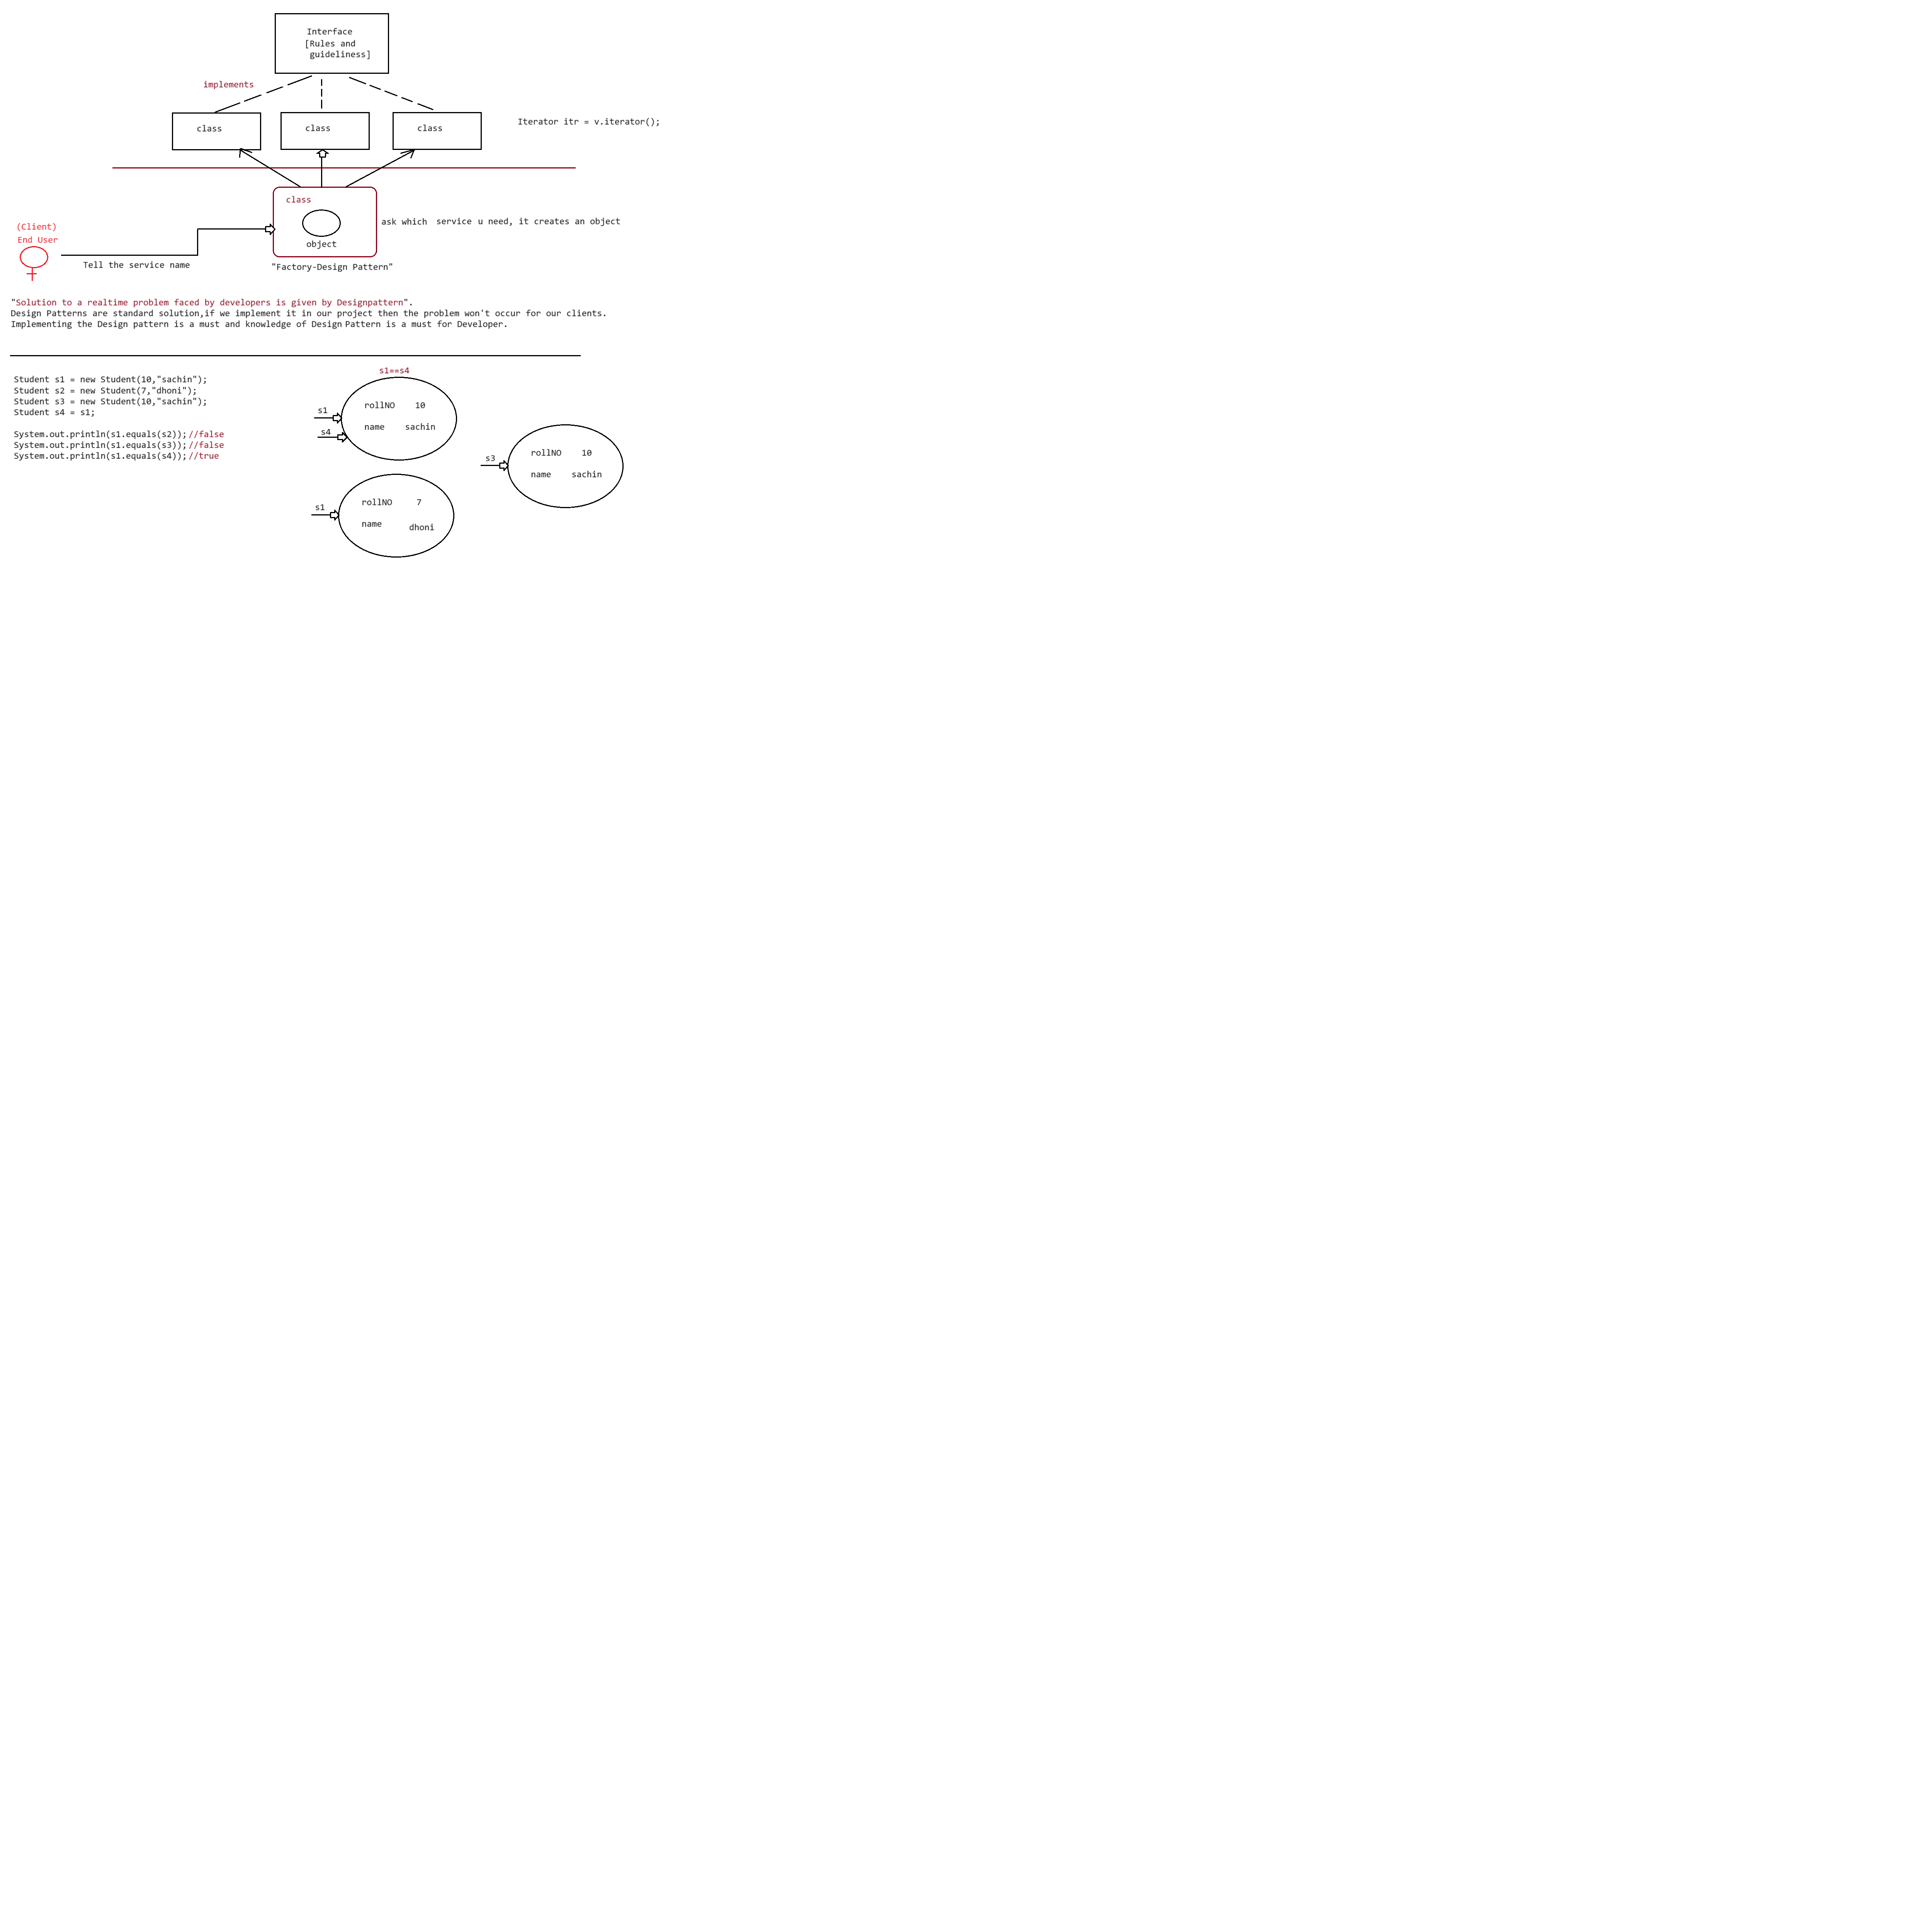 Interface
[Rules and
guideliness]
implements
class
class
class
Iterator itr = v.iterator();
class
object
ask which service u need, it creates an object
(Client)
End User
Tell the service name
"Factory-Design Pattern"
"Solution to a realtime problem faced by developers is given by Designpattern".
Design Patterns are standard solution,if we implement it in our project then the problem won't occur for our clients.
Implementing the Design pattern is a must and knowledge of Design Pattern is a must for Developer.
Student s1 = new Student(10,"sachin");
Student s2 = new Student(7,"dhoni");
Student s3 = new Student(10,"sachin");
Student s4 = s1;
System.out.println(s1.equals(s2)); //false
System.out.println(s1.equals(s3)); //false
System.out.println(s1.equals(s4)); //true
s1==s4
s1
s4
rollNO 10
name sachin
s3
rollNO 10
name sachin
s1
rollNO 7
name dhoni